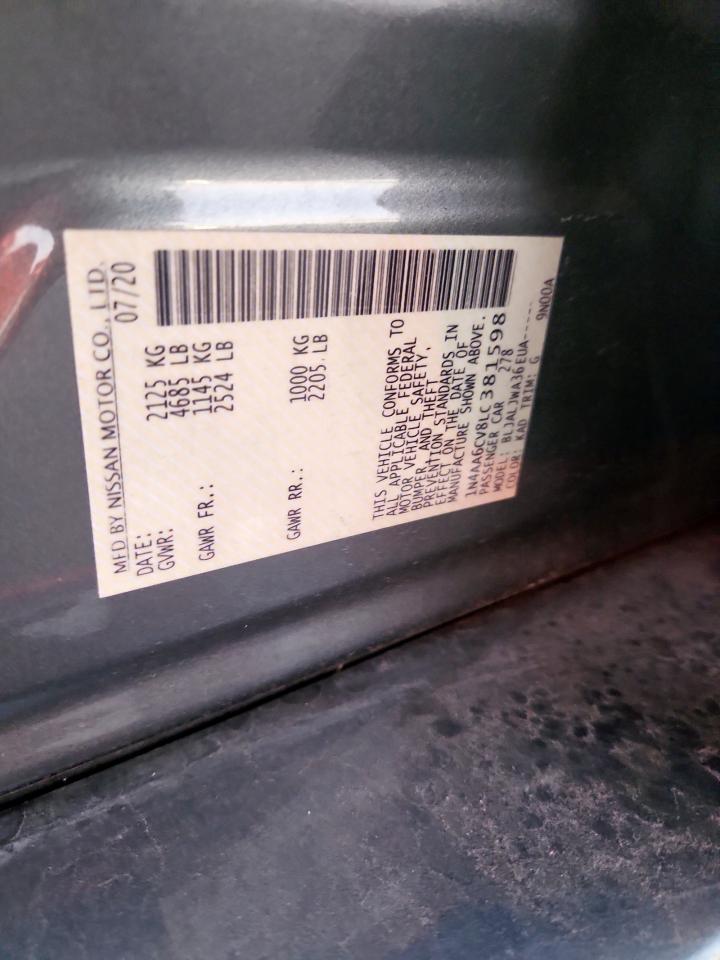 MFD BY NISSAN MOTOR CO., LTD.
DATE: 07/20
GVWR: 2125 KG
4685 LB
GAWR FR.: 1145 KG
2524 LB
GAWR RR.: 1000 KG
2205 LB
THIS VEHICLE CONFORMS TO
ALL APPLICABLE FEDERAL
MOTOR VEHICLE SAFETY,
BUMPER, AND THEFT
PREVENTION STANDARDS IN
EFFECT ON THE DATE OF
MANUFACTURE SHOWN ABOVE.
1N4AA6CV8LC381598
PASSENGER CAR 278
MODEL: BLJALJWA36EUA-----
COLOR: KAD TRIM: G 9N00A